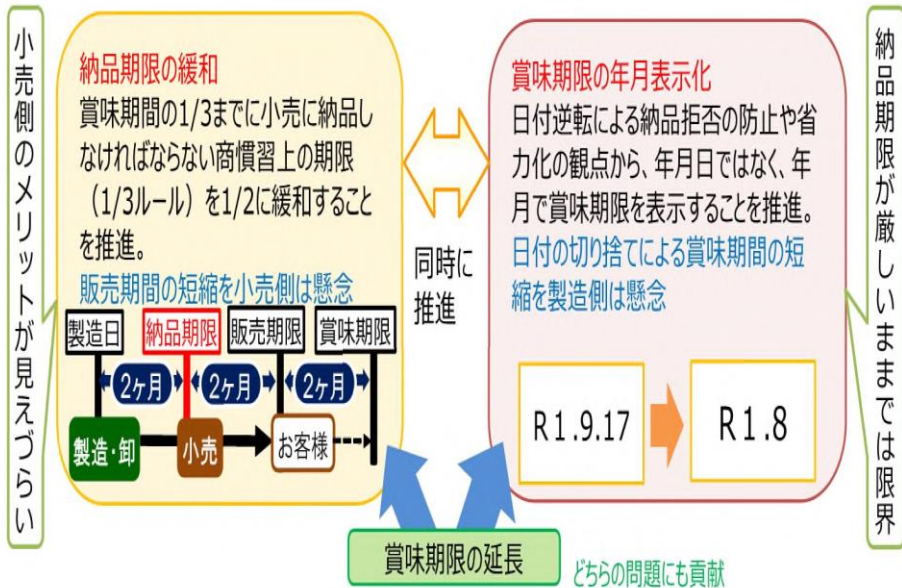 小売側のメリットが見えづらい
納品期限の緩和
賞味期間の1/3までに小売に納品し
なければならない商慣習上の期限
（1/3ルール）を1/2に緩和すること
を推進。
販売期間の短縮を小売側は懸念
製造日 納品期限 販売期限 賞味期限
2ヶ月 2ヶ月 2ヶ月
製造・卸 小売 お客様
同時に
推進
賞味期限の年月表示化
日付逆転による納品拒否の防止や省
力化の観点から、年月日ではなく、年
月で賞味期限を表示することを推進。
日付の切り捨てによる賞味期間の短
縮を製造側は懸念
R1.9.17 R1.8
納品期限が厳しいままでは限界
賞味期限の延長
どちらの問題にも貢献